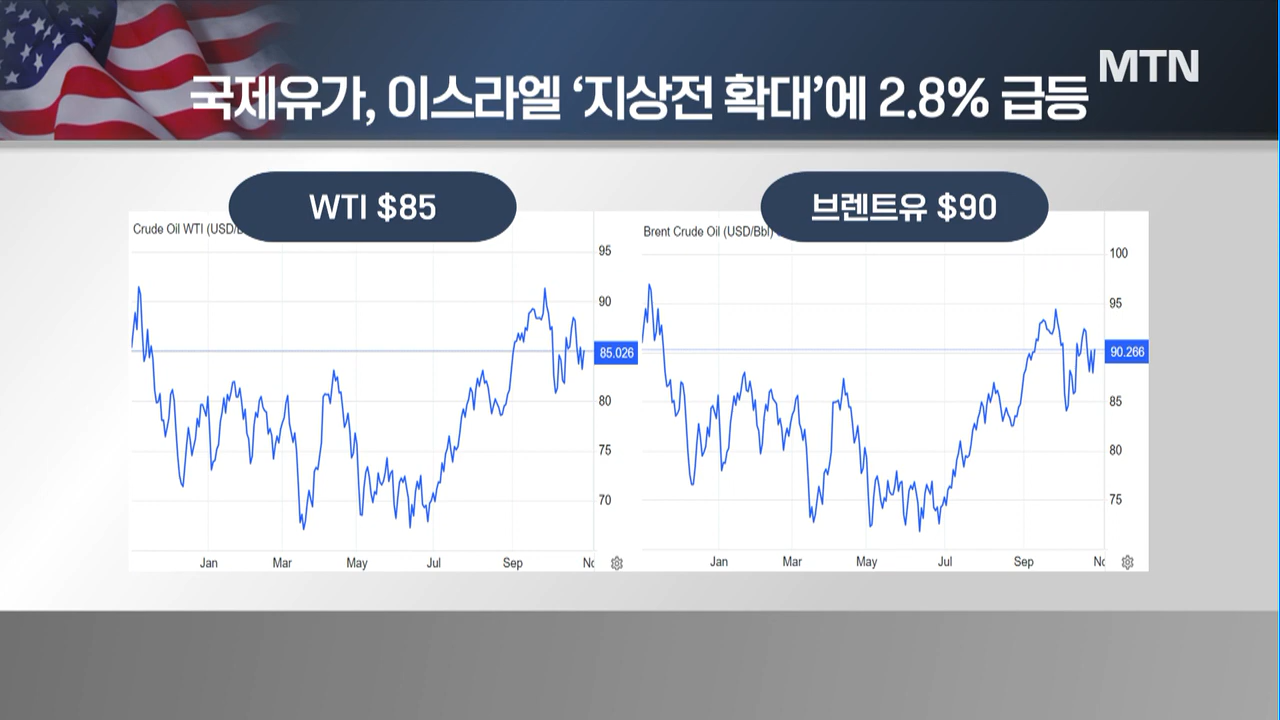 MTN
국제유가, 이스라엘 ‘지상전 확대’에 2.8% 급등
WTI $85
브렌트유 $90
Crude Oil WTI (USD/
95
90
85.026
80
75
70
Jan Mar May Jul Sep
Brent Crude Oil (USD/Bbl)
100
95
90.266
85
80
75
Jan Mar May Jul Sep